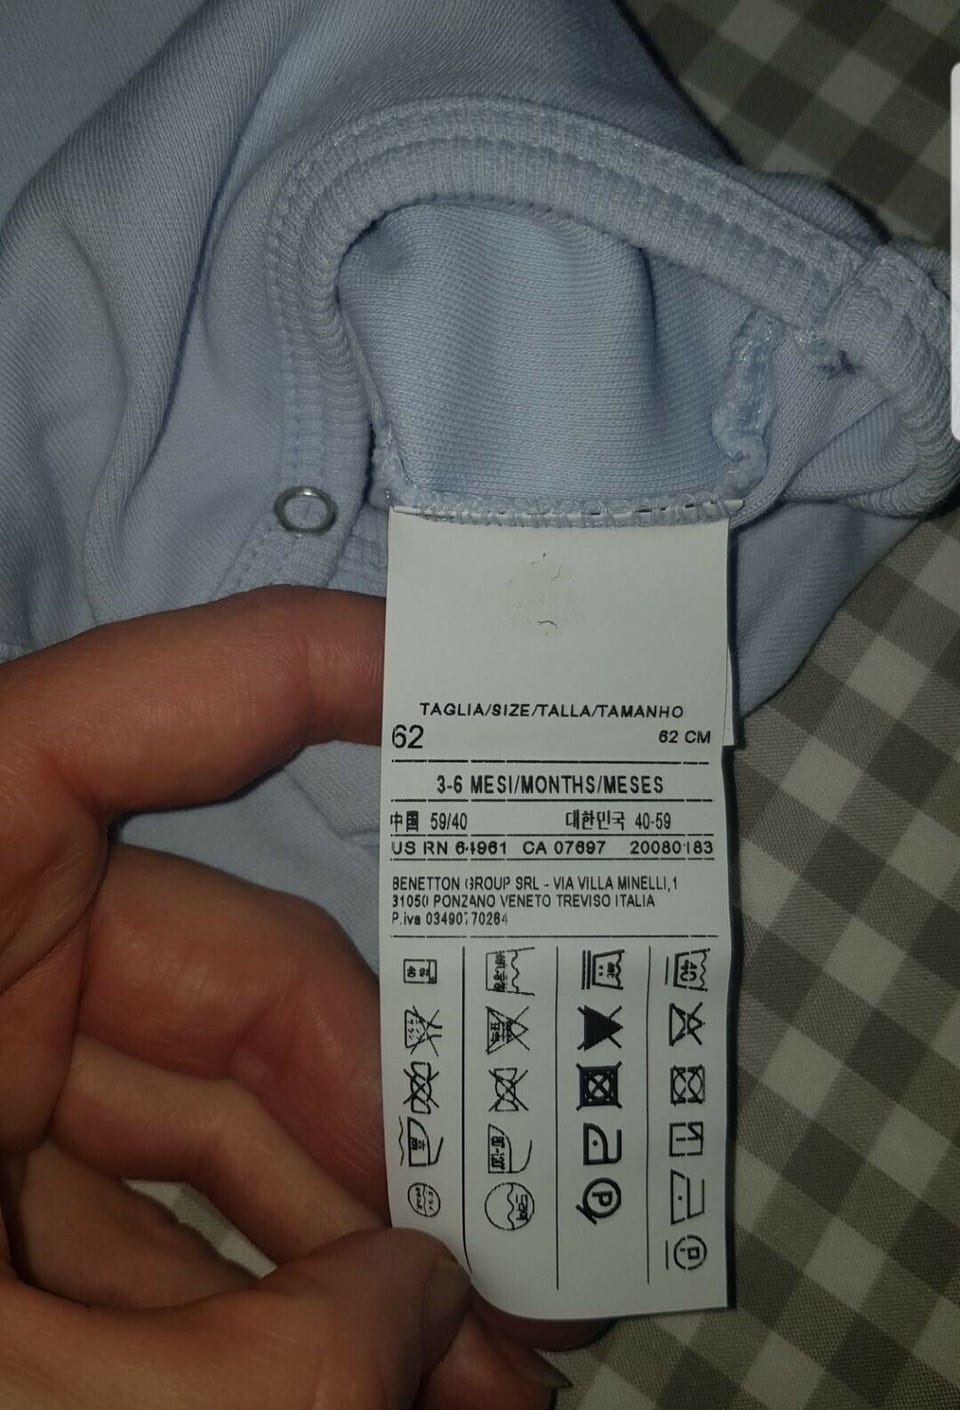 TAGLIA/SIZE/TALLA/TAMANHO
62 62 CM
3-6 MESI/MONTHS/MESES
中国 59/40 대한민국 40-59
US RN 64961 CA 07697 20080183
BENETTON GROUP SRL - VIA VILLA MINELLI,1
31050 PONZANO VENETO TREVISO ITALIA
P.iva 03490770264
40
P
P